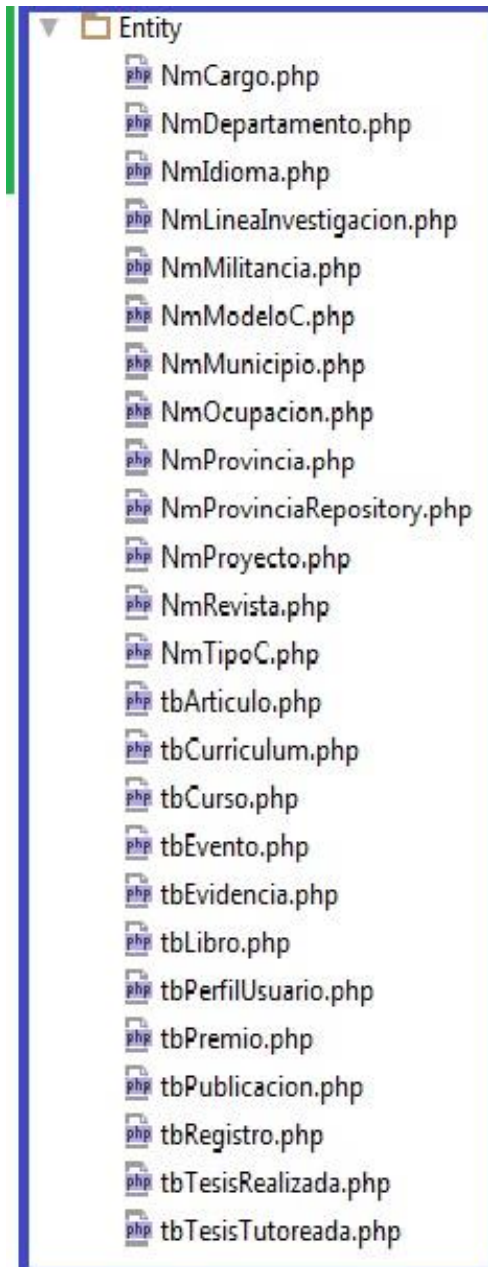 Entity
NmCargo.php
NmDepartamento.php
NmIdioma.php
NmLineaInvestigacion.php
NmMilitancia.php
NmModeloC.php
NmMunicipio.php
NmOcupacion.php
NmProvincia.php
NmProvinciaRepository.php
NmProyecto.php
NmRevista.php
NmTipoC.php
tbArticulo.php
tbCurriculum.php
tbCurso.php
tbEvento.php
tbEvidencia.php
tbLibro.php
tbPerfilUsuario.php
tbPremio.php
tbPublicacion.php
tbRegistro.php
tbTesisRealizada.php
tbTesisTutoreada.php